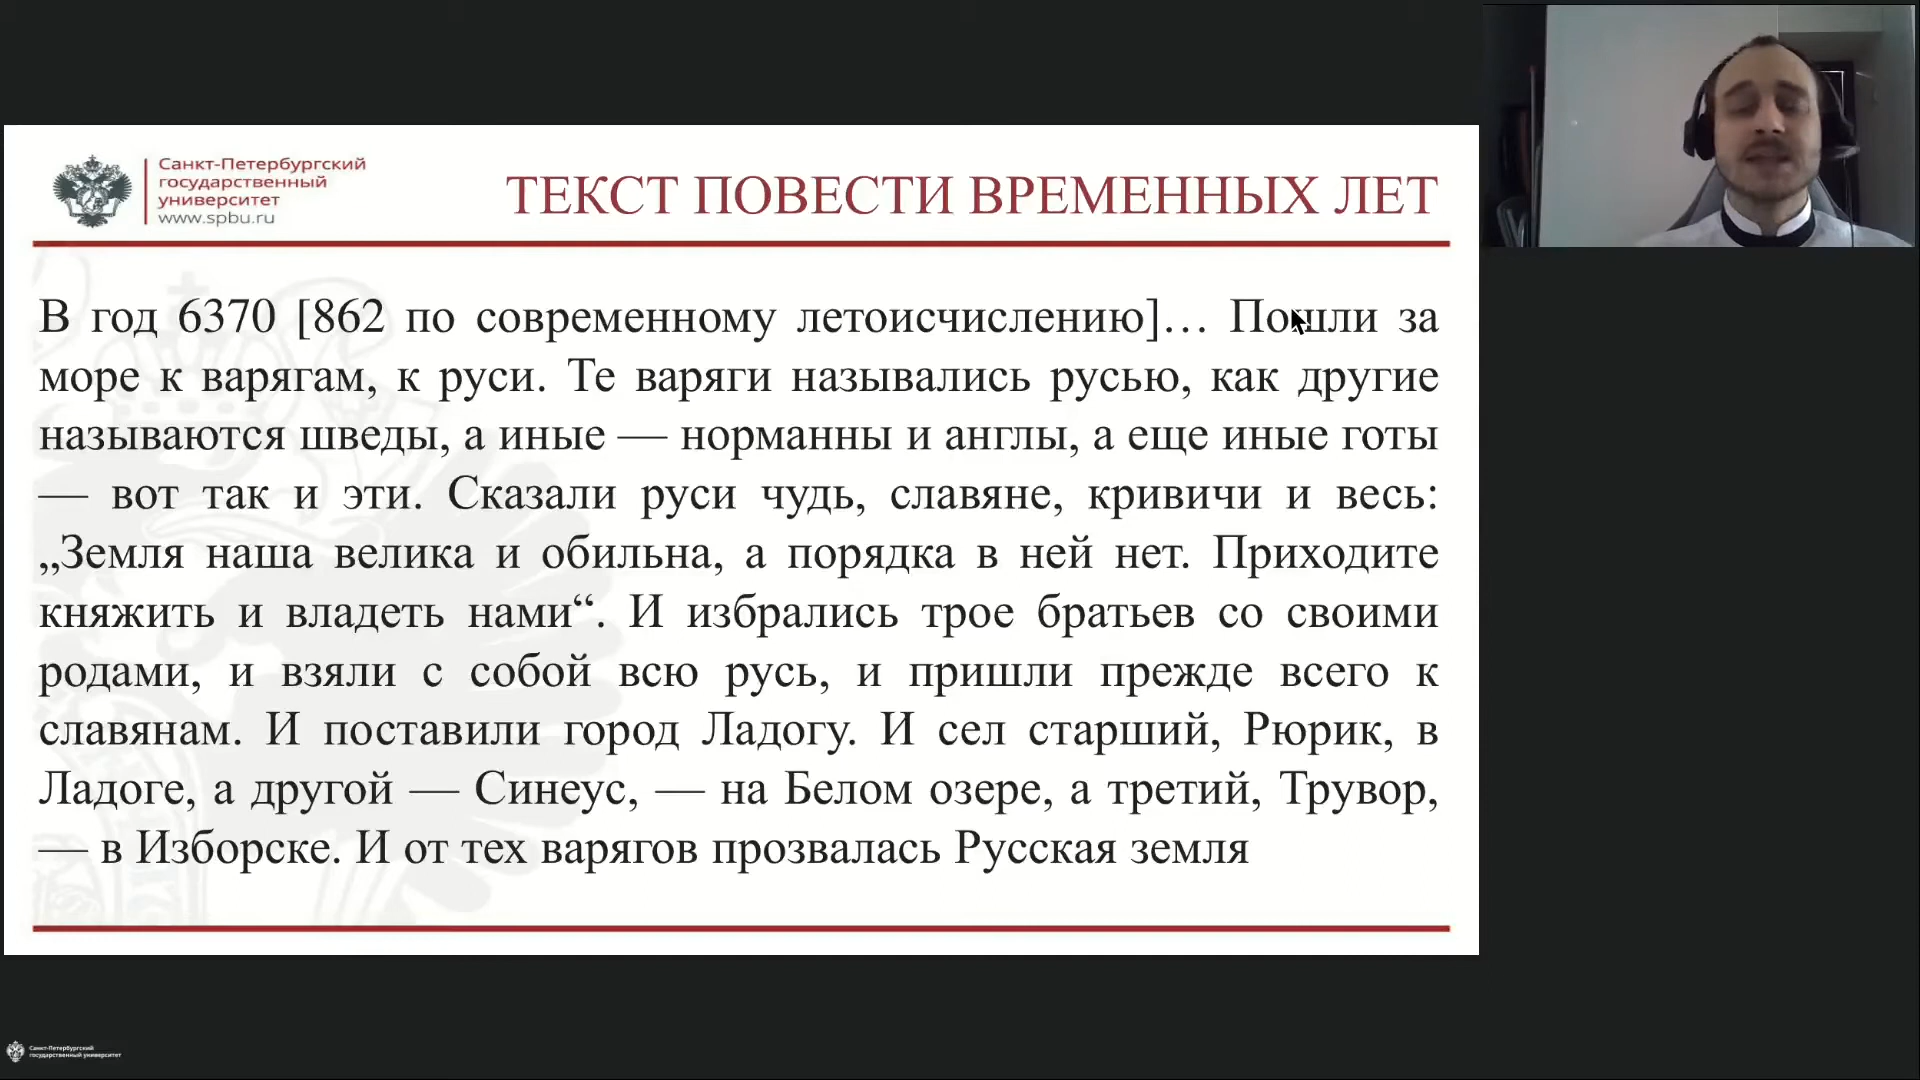 Санкт-Петербургский
государственный
университет
www.spbu.ru
ТЕКСТ ПОВЕСТИ ВРЕМЕННЫХ ЛЕТ
В год 6370 [862 по современному летоисчислению]… Пошли за
море к варягам, к руси. Те варяги назывались русью, как другие
называются шведы, а иные — норманны и англы, а еще иные готы
— вот так и эти. Сказали руси чудь, славяне, кривичи и весь:
„Земля наша велика и обильна, а порядка в ней нет. Приходите
княжить и владеть нами“. И избрались трое братьев со своими
родами, и взяли с собой всю русь, и пришли прежде всего к
славянам. И поставили город Ладогу. И сел старший, Рюрик, в
Ладоге, а другой — Синеус, — на Белом озере, а третий, Трувор,
— в Изборске. И от тех варягов прозвалась Русская земля
Санкт-Петербургский
государственный университет